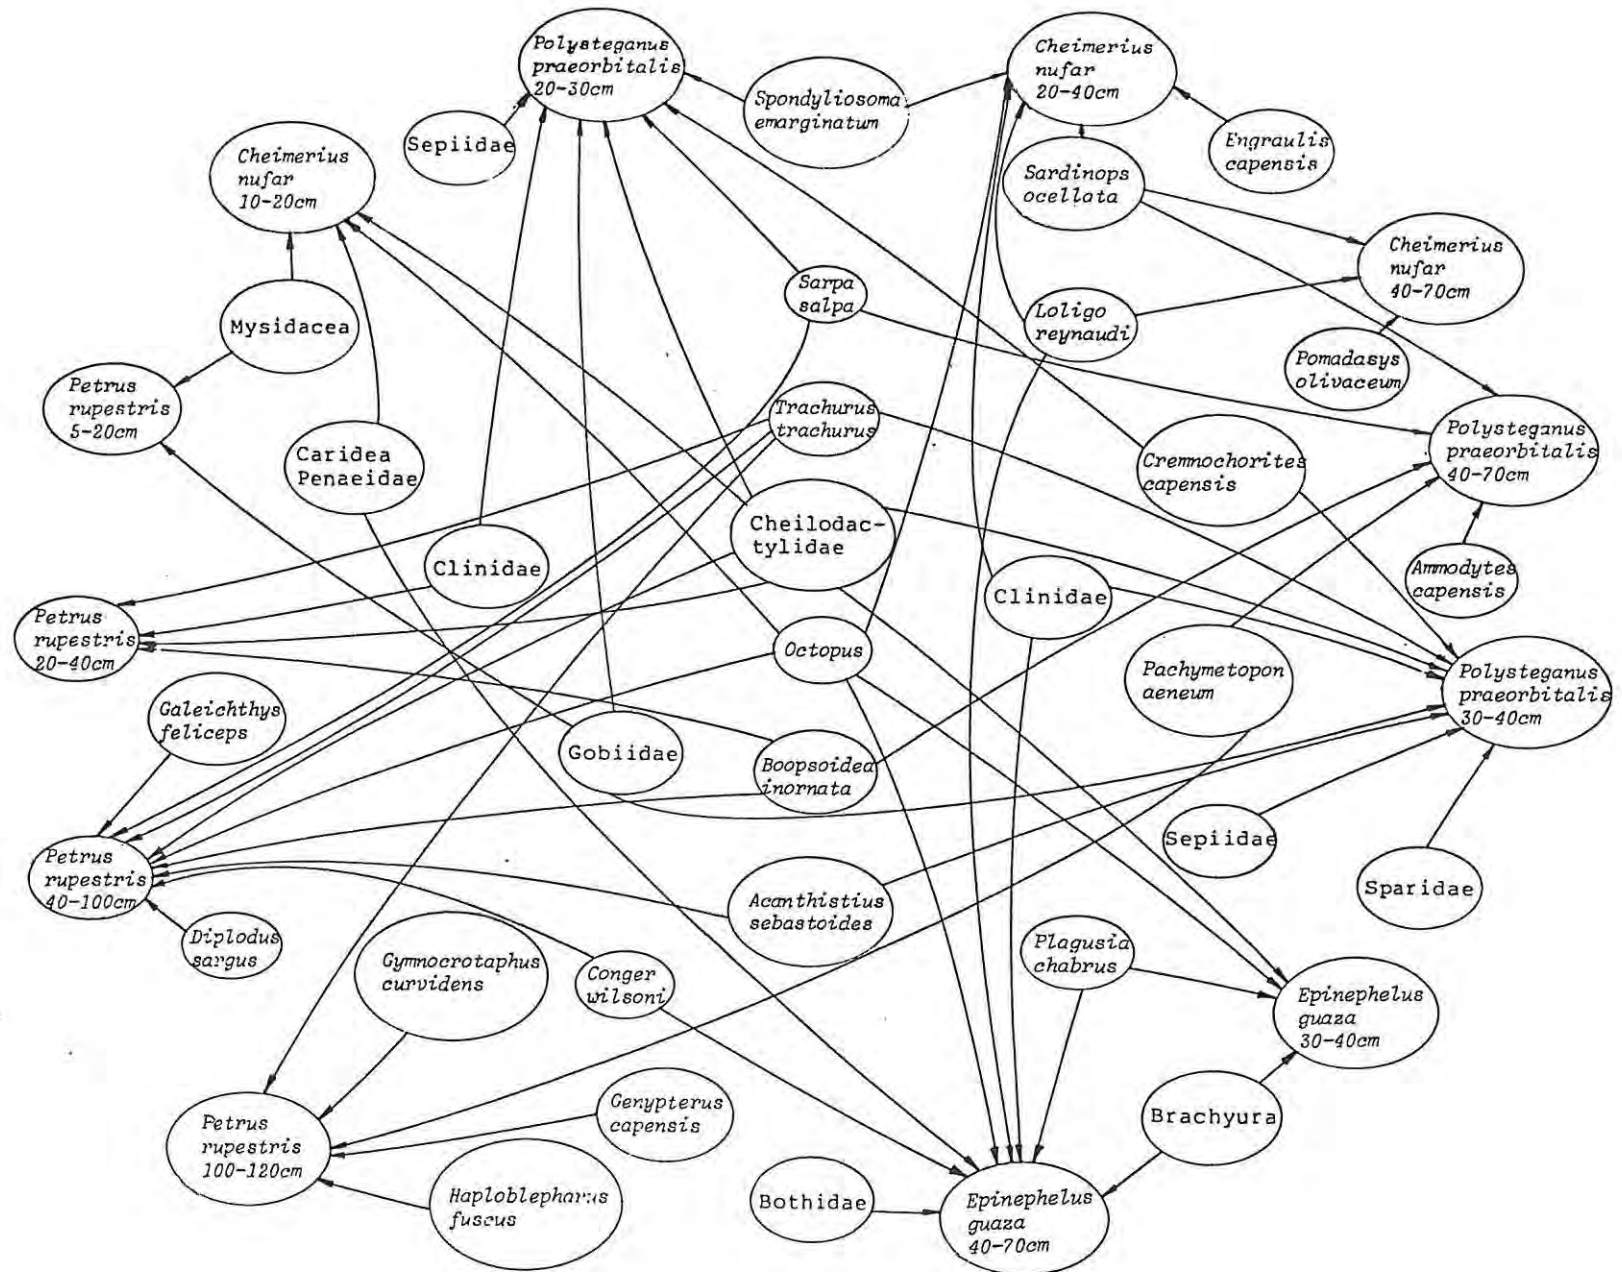 Polysteganus
praeorbitalis
20-30cm
Cheimerius
nufar
20-40cm
Spondyliosoma
emarginatum
Sepiidae
Engraulis
capensis
Cheimerius
nufar
10-20cm
Sardinops
ocellata
Cheimerius
nufar
40-70cm
Sarpa
salpa
Loligo
reynaudi
Mysidacea
Pomadasys
olivaceum
Petrus
rupestris
5-20cm
Trachurus
trachurus
Polysteganus
praeorbitalis
40-70cm
Caridea
Penaeidae
Cremnochorites
capensis
Cheilodac-
tylidae
Clinidae
Ammodytes
capensis
Clinidae
Petrus
rupestris
20-40cm
Octopus
Pachymetopon
aeneum
Polysteganus
praeorbitalis
30-40cm
Galeichthys
feliceps
Gobiidae
Boopsoidea
inornata
Sepiidae
Petrus
rupestris
40-100cm
Sparidae
Acanthistius
sebastoides
Diplodus
sargus
Plagusia
chabrus
Gymnocrotaphus
curvidens
Conger
wilsoni
Epinephelus
guaza
30-40cm
Genypterus
capensis
Brachyura
Petrus
rupestris
100-120cm
Haploblepharus
fuscus
Bothidae
Epinephelus
guaza
40-70cm